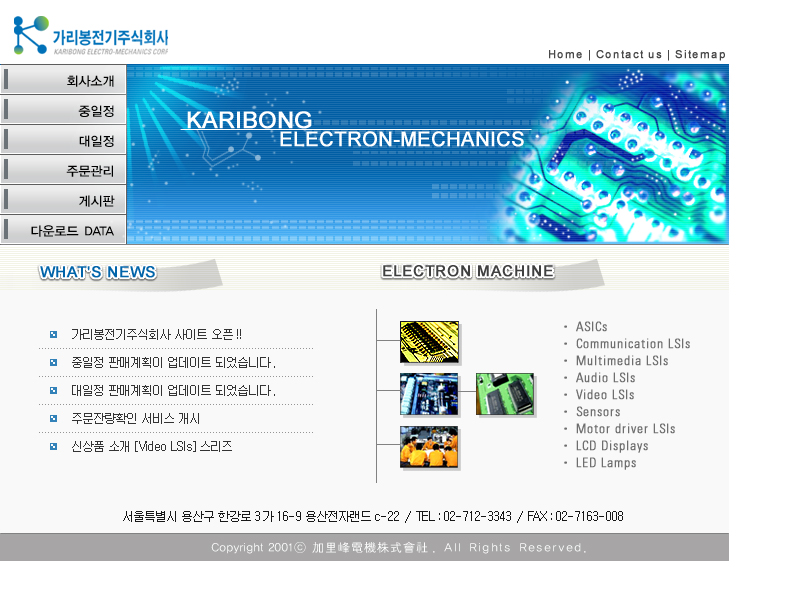 가리봉전기주식회사
KARIBONG ELECTRO-MECHANICS CORP
Home | Contact us | Sitemap
회사소개
중일정
대일정
주문관리
게시판
다운로드 DATA
KARIBONG
ELECTRON-MECHANICS
WHAT'S NEWS
가리봉전기주식회사 사이트 오픈!!
중일정 판매계획이 업데이트 되었습니다.
대일정 판매계획이 업데이트 되었습니다.
주문잔량확인 서비스 개시
신상품 소개 [Video LSIs] 스리즈
ELECTRON MACHINE
· ASICs
· Communication LSIs
· Multimedia LSIs
· Audio LSIs
· Video LSIs
· Sensors
· Motor driver LSIs
· LCD Displays
· LED Lamps
서울특별시 용산구 한강로 3가 16-9 용산전자랜드 c-22 / TEL : 02-712-3343 / FAX : 02-7163-008
Copyright 2001ⓒ 加里峰電機株式會社. All Rights Reserved.